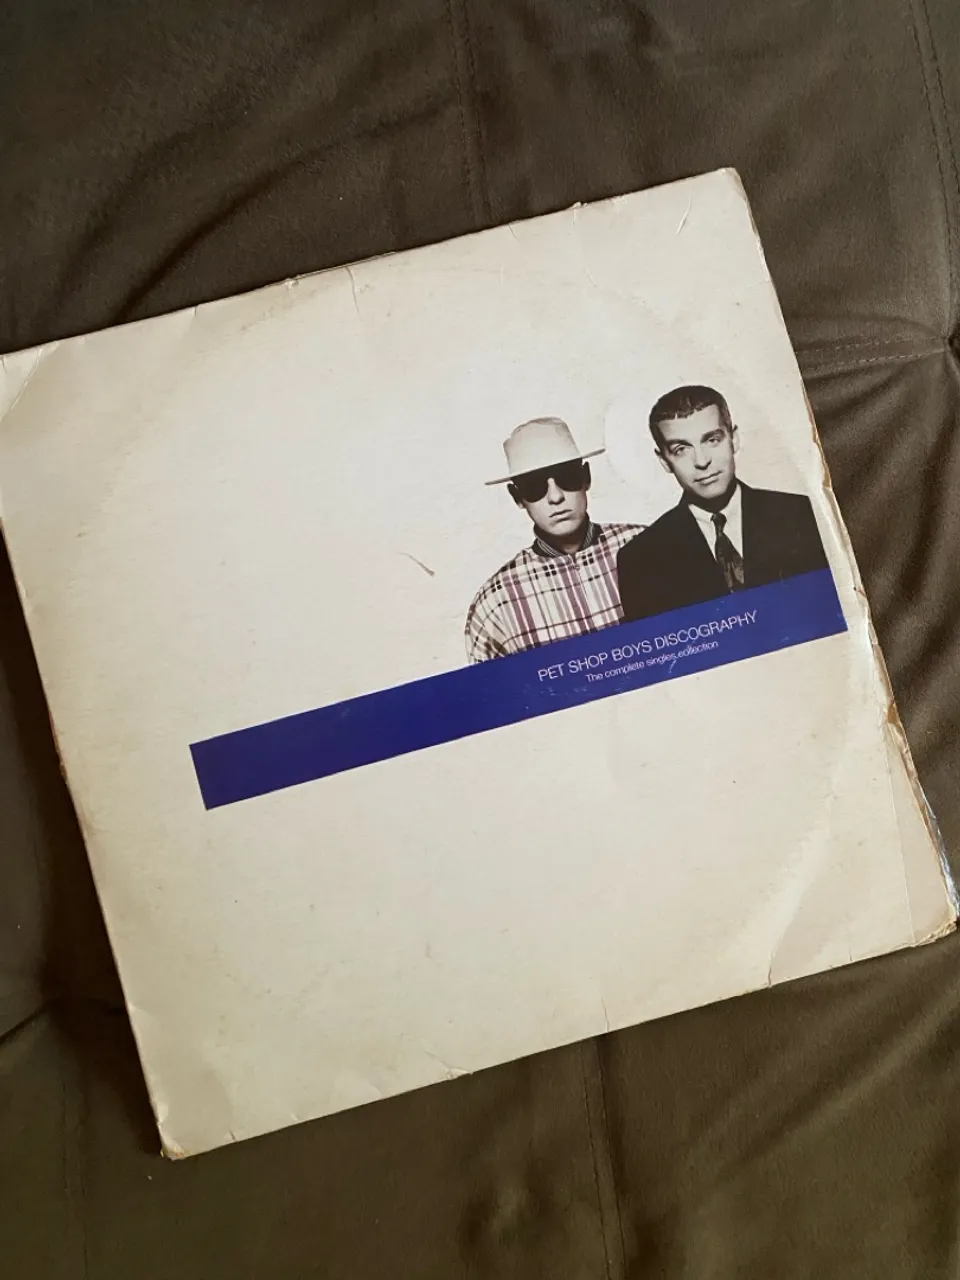 PET SHOP BOYS DISCOGRAPHY
The complete singles collection